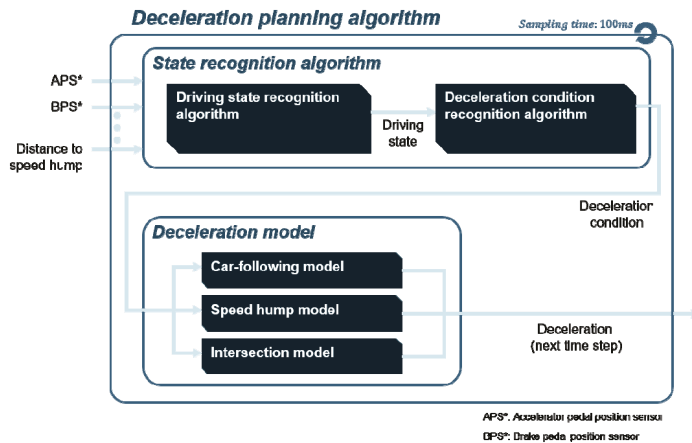 Deceleration planning algorithm
Sampling time: 100ms
State recognition algorithm
APS*
BPS*
Distance to
speed hump
Driving state recognition
algorithm
Driving
state
Deceleration condition
recognition algorithm
Deceleration
condition
Deceleration model
Car-following model
Speed hump model
Intersection model
Deceleration
(next time step)
APS*: Accelerator pedal position sensor
BPS*: Brake pedal position sensor